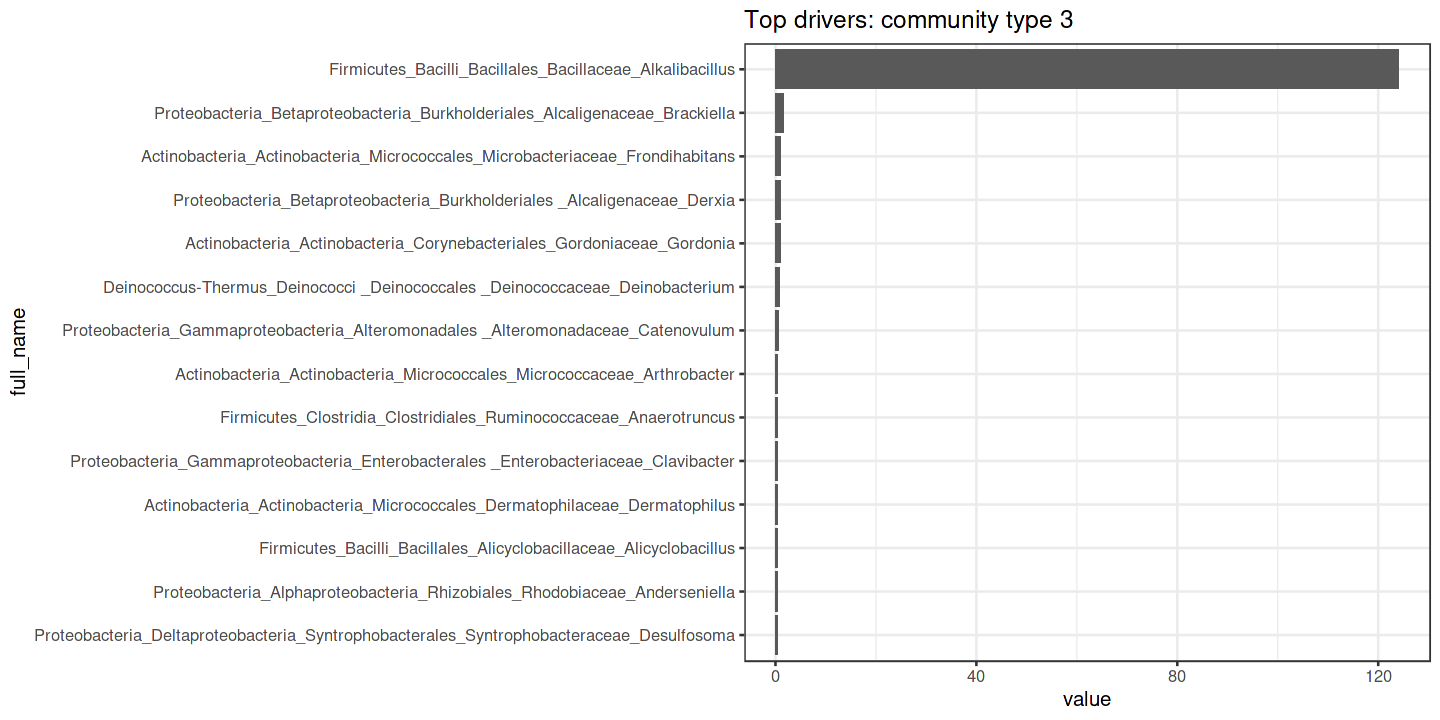 Top drivers: community type 3
full_name
Firmicutes_Bacilli_Bacillales_Bacillaceae_Alkalibacillus
Proteobacteria_Betaproteobacteria_Burkholderiales_Alcaligenaceae_Brackiella
Actinobacteria_Actinobacteria_Micrococcales_Microbacteriaceae_Frondihabitans
Proteobacteria_Betaproteobacteria_Burkholderiales _Alcaligenaceae_Derxia
Actinobacteria_Actinobacteria_Corynebacteriales_Gordoniaceae_Gordonia
Deinococcus-Thermus_Deinococci _Deinococcales _Deinococcaceae_Deinobacterium
Proteobacteria_Gammaproteobacteria_Alteromonadales _Alteromonadaceae_Catenovulum
Actinobacteria_Actinobacteria_Micrococcales_Micrococcaceae_Arthrobacter
Firmicutes_Clostridia_Clostridiales_Ruminococcaceae_Anaerotruncus
Proteobacteria_Gammaproteobacteria_Enterobacterales _Enterobacteriaceae_Clavibacter
Actinobacteria_Actinobacteria_Micrococcales_Dermatophilaceae_Dermatophilus
Firmicutes_Bacilli_Bacillales_Alicyclobacillaceae_Alicyclobacillus
Proteobacteria_Alphaproteobacteria_Rhizobiales_Rhodobiaceae_Anderseniella
Proteobacteria_Deltaproteobacteria_Syntrophobacterales_Syntrophobacteraceae_Desulfosoma
0 40 80 120
value